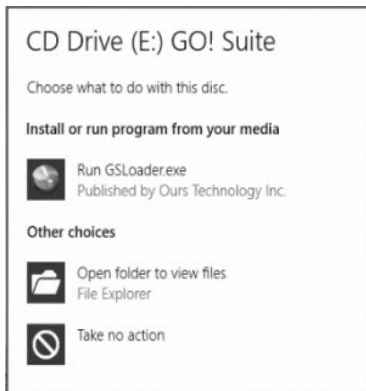 CD Drive (E:) GO! Suite
Choose what to do with this disc.
Install or run program from your media
Run GSLoader.exe
Published by Ours Technology Inc.
Other choices
Open folder to view files
File Explorer
Take no action